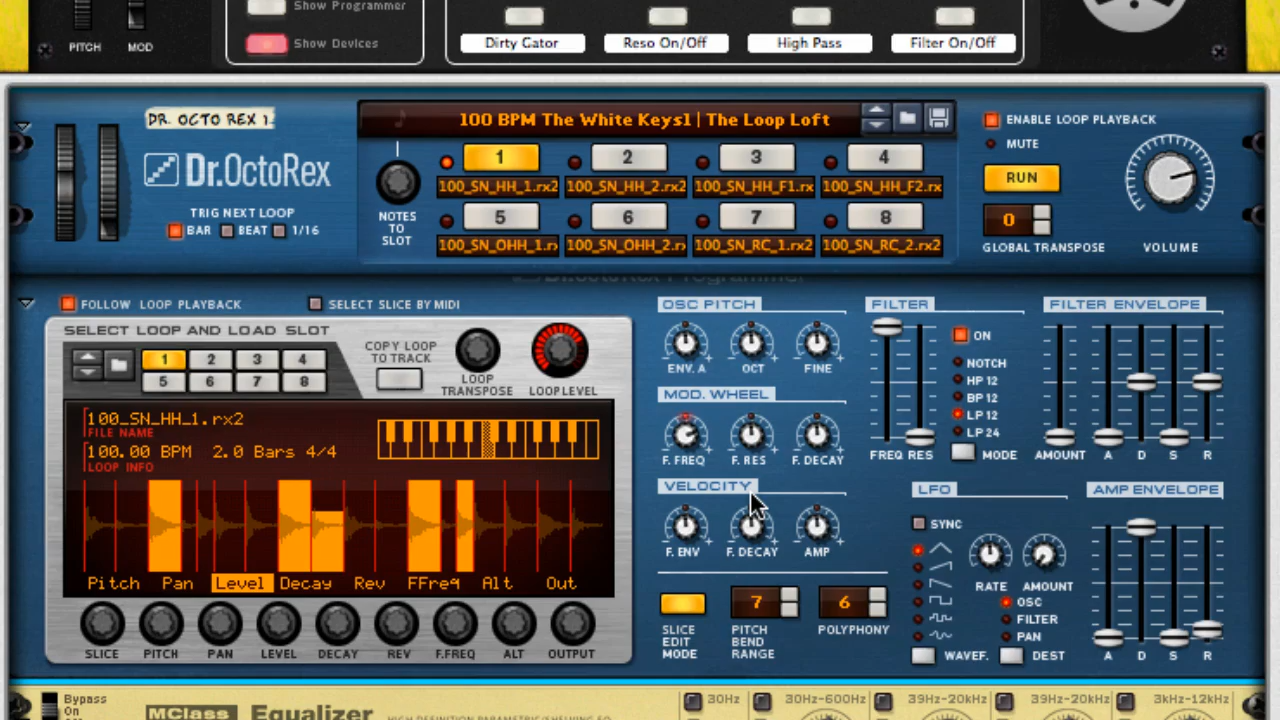 Show Programmer
Show Devices
PITCH
MOD
Dirty Gator
Reso On/Off
High Pass
Filter On/Off
DR. OCTO REX 1
Dr.OctoRex
TRIG NEXT LOOP
BAR BEAT 1/16
NOTES
TO
SLOT
100 BPM The White Keys1 | The Loop Loft
1 2 3 4
100_SN_HH_1.rx2 100_SN_HH_2.rx2 100_SN_HH_F1.rx 100_SN_HH_F2.rx
5 6 7 8
100_SN_OHH_1.rx 100_SN_OHH_2.rx 100_SN_RC_1.rx2 100_SN_RC_2.rx2
ENABLE LOOP PLAYBACK
MUTE
RUN
0
GLOBAL TRANSPOSE
VOLUME
Dr.OctoRex Programmer
FOLLOW LOOP PLAYBACK
SELECT SLICE BY MIDI
SELECT LOOP AND LOAD SLOT
1 2 3 4
5 6 7 8
COPY LOOP
TO TRACK
LOOP
TRANSPOSE
LOOP LEVEL
100_SN_HH_1.rx2
FILE NAME
100.00 BPM 2.0 Bars 4/4
LOOP INFO
Pitch Pan Level Decay Rev FFreq Alt Out
SLICE PITCH PAN LEVEL DECAY REV F.FREQ ALT OUTPUT
OSC PITCH
ENV. A OCT FINE
MOD. WHEEL
F. FREQ F. RES F. DECAY
VELOCITY
F. ENV F. DECAY AMP
SLICE
EDIT
MODE
7
PITCH
BEND
RANGE
6
POLYPHONY
FILTER
ON
NOTCH
HP 12
BP 12
LP 12
LP 24
FREQ RES MODE
FILTER ENVELOPE
AMOUNT A D S R
LFO
SYNC
RATE AMOUNT
OSC
FILTER
PAN
WAVEF. DEST
AMP ENVELOPE
A D S R
Bypass
On
MClass Equalizer
30Hz 30Hz-600Hz 39Hz-20kHz 39Hz-20kHz 3kHz-12kHz